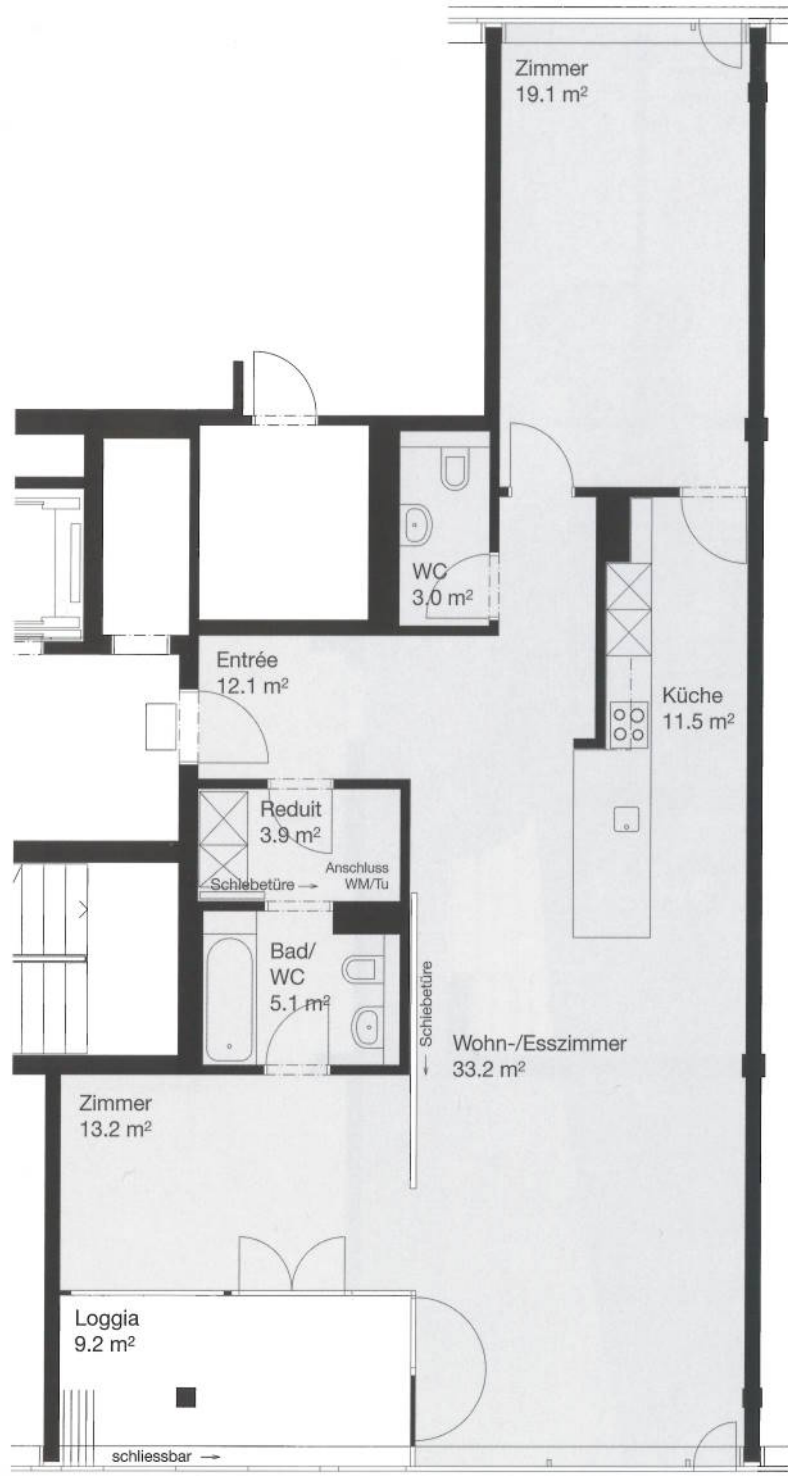 Zimmer
19.1 m²
WC
3.0 m²
Entrée
12.1 m²
Küche
11.5 m²
Reduit
3.9 m²
Anschluss
WM/Tu
Schiebetüre →
Bad/
WC
5.1 m²
← Schiebetüre
Wohn-/Esszimmer
33.2 m²
Zimmer
13.2 m²
Loggia
9.2 m²
schliessbar →